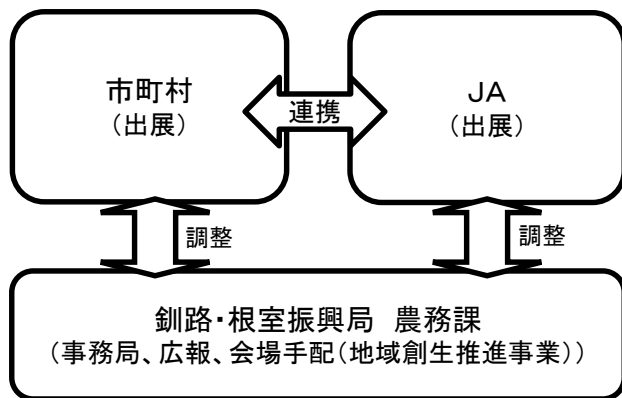 市町村
（出展）
連携
ＪＡ
（出展）
調整
調整
釧路・根室振興局　農務課
（事務局、広報、会場手配（地域創生推進事業））